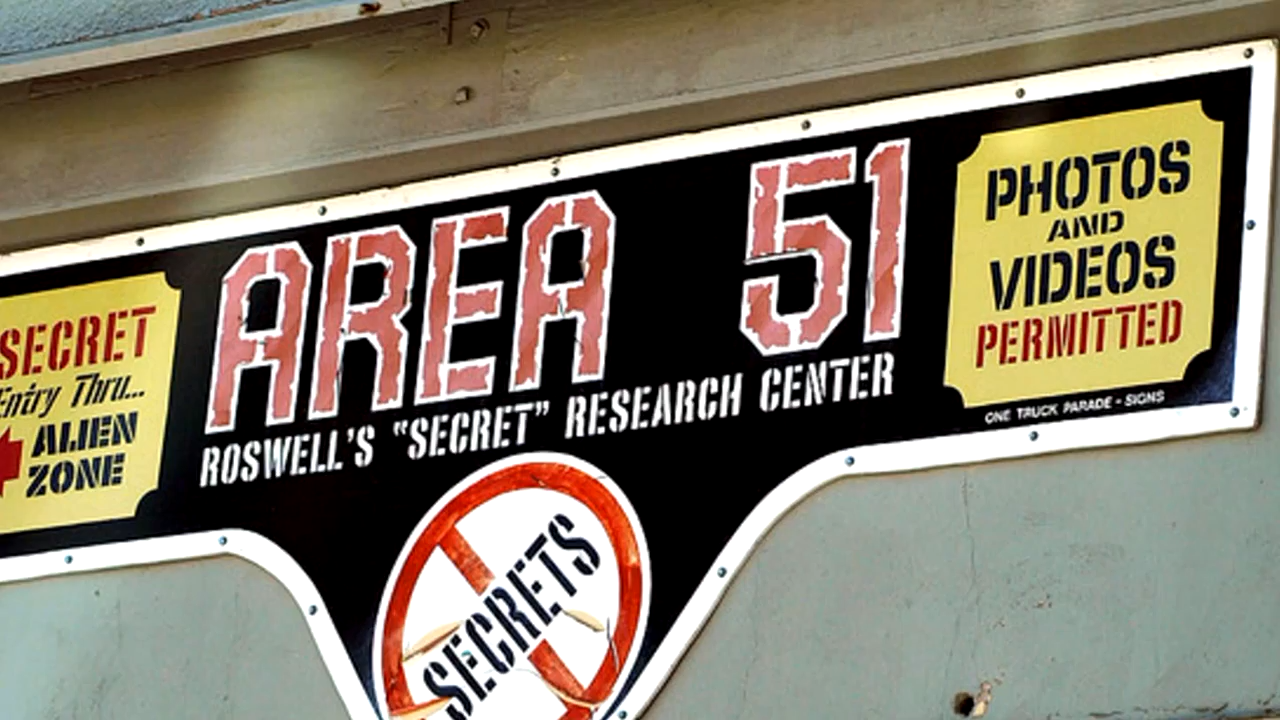 SECRET
Entry Thru...
ALIEN
ZONE
AREA 51
ROSWELL'S "SECRET" RESEARCH CENTER
SECRETS
PHOTOS
AND
VIDEOS
PERMITTED
ONE TRUCK PARADE - SIGNS